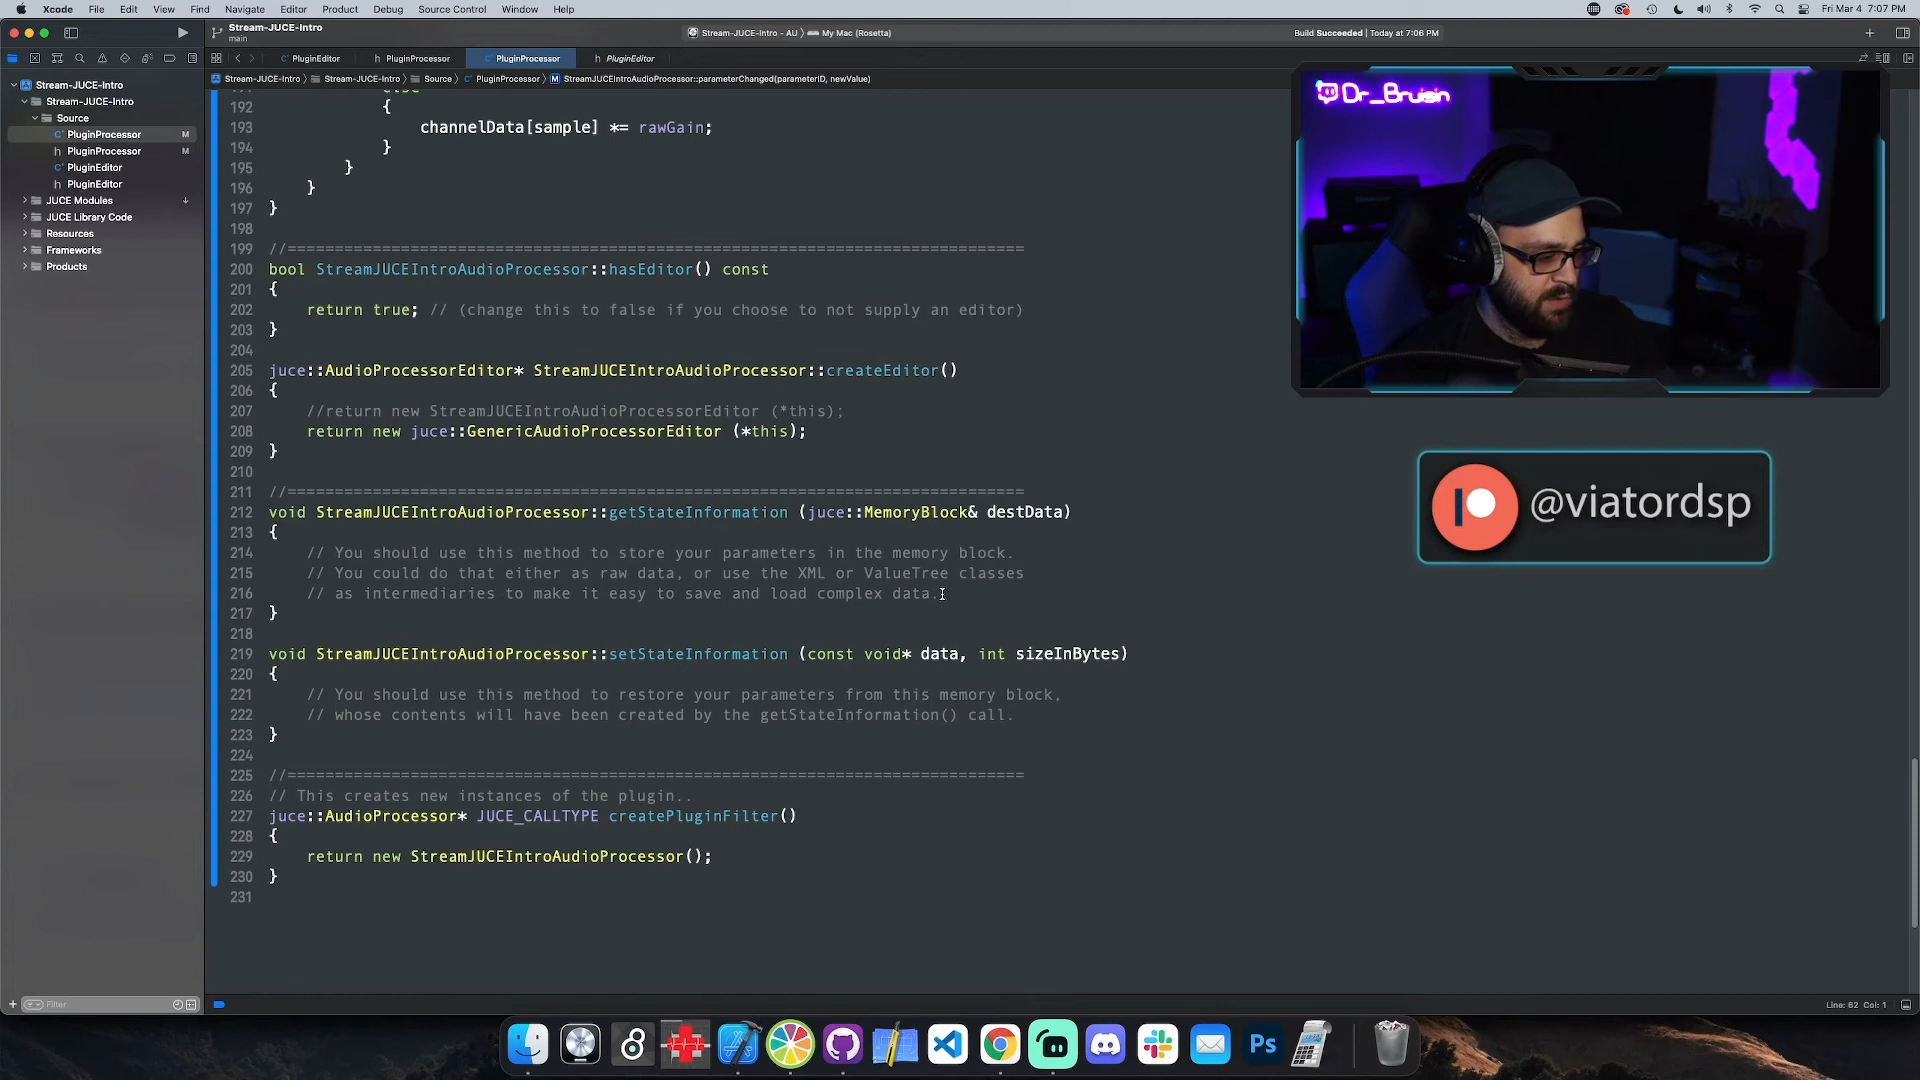 Xcode File Edit View Find Navigate Editor Product Debug Source Control Window Help Fri Mar 4 7:07 PM
Stream-JUCE-Intro
main
Stream-JUCE-Intro - AU My Mac (Rosetta)
Build Succeeded | Today at 7:06 PM
PluginEditor PluginProcessor PluginProcessor PluginEditor
Stream-JUCE-Intro Stream-JUCE-Intro Source PluginProcessor StreamJUCEIntroAudioProcessor::parameterChanged(parameterID, newValue)
Stream-JUCE-Intro
Stream-JUCE-Intro
Source
PluginProcessor M
PluginProcessor M
PluginEditor
PluginEditor
JUCE Modules
JUCE Library Code
Resources
Frameworks
Products
191 else
192 {
193 channelData[sample] *= rawGain;
194 }
195 }
196 }
197 }
198
199 //==============================================================================
200 bool StreamJUCEIntroAudioProcessor::hasEditor() const
201 {
202 return true; // (change this to false if you choose to not supply an editor)
203 }
204
205 juce::AudioProcessorEditor* StreamJUCEIntroAudioProcessor::createEditor()
206 {
207 //return new StreamJUCEIntroAudioProcessorEditor (*this);
208 return new juce::GenericAudioProcessorEditor (*this);
209 }
210
211 //==============================================================================
212 void StreamJUCEIntroAudioProcessor::getStateInformation (juce::MemoryBlock& destData)
213 {
214 // You should use this method to store your parameters in the memory block.
215 // You could do that either as raw data, or use the XML or ValueTree classes
216 // as intermediaries to make it easy to save and load complex data.
217 }
218
219 void StreamJUCEIntroAudioProcessor::setStateInformation (const void* data, int sizeInBytes)
220 {
221 // You should use this method to restore your parameters from this memory block,
222 // whose contents will have been created by the getStateInformation() call.
223 }
224
225 //==============================================================================
226 // This creates new instances of the plugin..
227 juce::AudioProcessor* JUCE_CALLTYPE createPluginFilter()
228 {
229 return new StreamJUCEIntroAudioProcessor();
230 }
231
Dr_Bruisin
@viatordsp
Filter
Line: 62 Col: 1
Ps